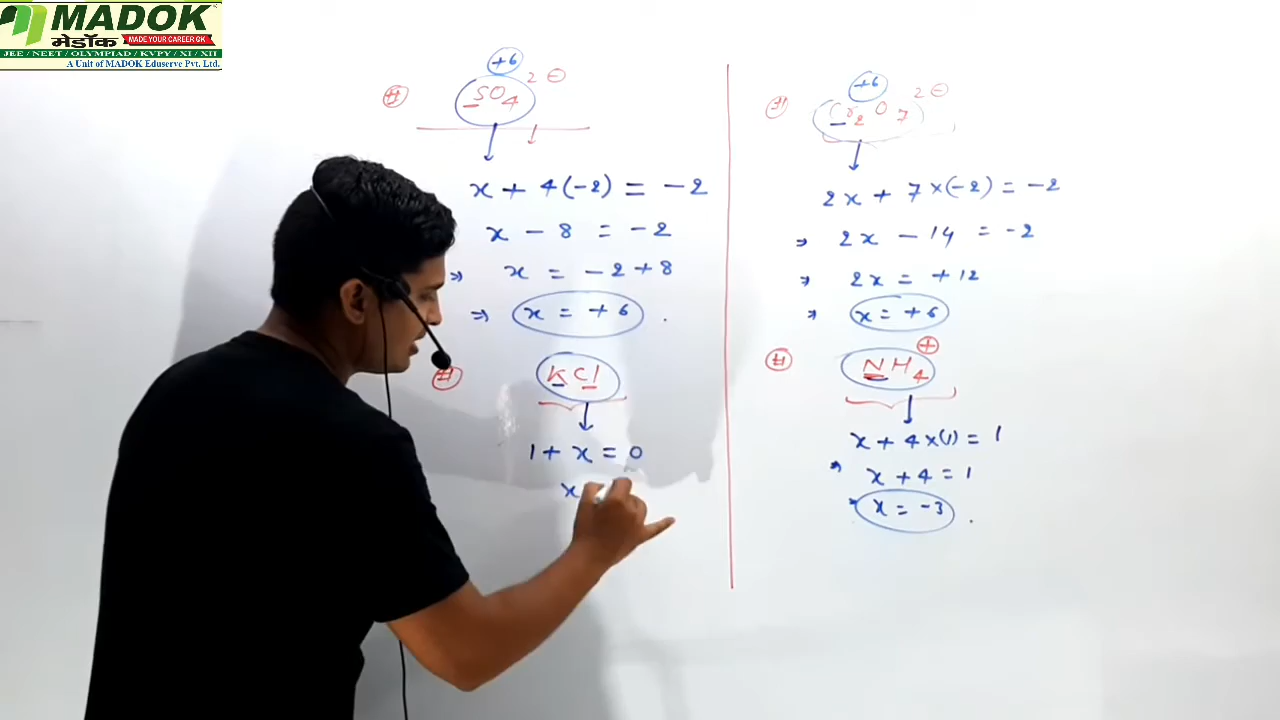 MADOK
मेडॉक MADE YOUR CAREER GK
JEE / NEET / OLYMPIAD / KVPY / XI / XII
A Unit of MADOK Eduserve Pvt. Ltd.
+6
# SO4 2⊖
x + 4(-2) = -2
x - 8 = -2
⇒ x = -2 + 8
⇒ x = +6 .
# KCl
1 + x = 0
x
+6
# (Cr2O7) 2⊖
2x + 7×(-2) = -2
⇒ 2x - 14 = -2
⇒ 2x = +12
⇒ x = +6
# NH4 ⊕
x + 4×(1) = 1
⇒ x + 4 = 1
x = -3 .